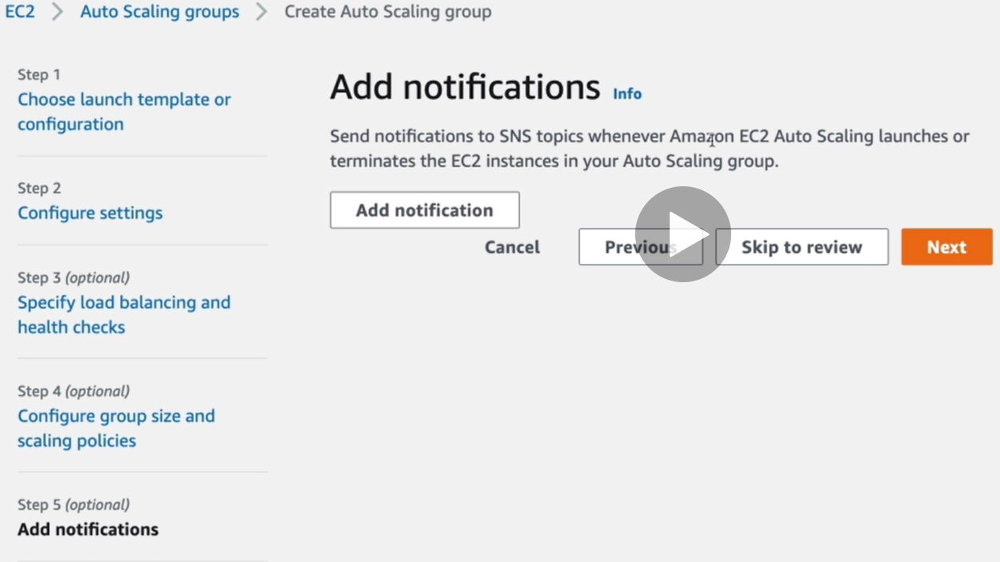 EC2 > Auto Scaling groups > Create Auto Scaling group
Step 1
Choose launch template or
configuration
Step 2
Configure settings
Step 3 (optional)
Specify load balancing and
health checks
Step 4 (optional)
Configure group size and
scaling policies
Step 5 (optional)
Add notifications
Add notifications Info
Send notifications to SNS topics whenever Amazon EC2 Auto Scaling launches or
terminates the EC2 instances in your Auto Scaling group.
Add notification
Cancel Previous Skip to review Next